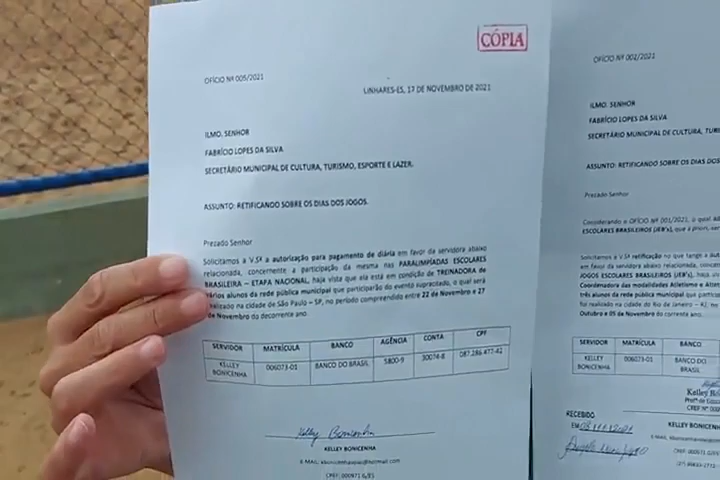 CÓPIA
OFÍCIO Nº 005/2021
LINHARES-ES, 17 DE NOVEMBRO DE 2021
ILMO. SENHOR
FABRÍCIO LOPES DA SILVA
SECRETÁRIO MUNICIPAL DE CULTURA, TURISMO, ESPORTE E LAZER.
ASSUNTO: RETIFICANDO SOBRE OS DIAS DOS JOGOS.
Prezado Senhor
Solicitamos a V.Sª a autorização para pagamento de diária em favor da servidora abaixo
relacionada, concernente a participação da mesma nas PARALIMPÍADAS ESCOLARES
BRASILEIRA – ETAPA NACIONAL, haja vista que ela está em condição de TREINADORA de
vários alunos da rede pública municipal que participarão do evento supracitado, o qual será
realizado na cidade de São Paulo – SP, no período compreendido entre 22 de Novembro e 27
de Novembro do decorrente ano.
SERVIDOR MATRÍCULA BANCO AGÊNCIA CONTA CPF
KELLEY BONICENHA 006073-01 BANCO DO BRASIL 5800-9 30074-8
Kelley Bonicenha
KELLEY BONICENHA
E-MAIL:
OFÍCIO Nº 002/2021
ILMO. SENHOR
FABRÍCIO LOPES DA SILVA
SECRETÁRIO MUNICIPAL DE CULTURA,
ASSUNTO: RETIFICANDO SOBRE OS DIAS DOS
Prezado Senhor
Considerando o OFÍCIO Nº 001/2021, o qual
ESCOLARES BRASILEIROS (JEB's), que a priori,
Solicitamos a V.Sª retificação no que tange a
em favor da servidora abaixo relacionada,
JOGOS ESCOLARES BRASILEIROS (JEB's), haja
Coordenadora das modalidades Atletismo e
três alunos da rede pública municipal que
realizado na cidade do Rio de Janeiro – RJ,
Outubro e 05 de Novembro do corrente ano.
SERVIDOR MATRÍCULA BANCO
KELLEY BONICENHA 006073-01 BANCO DO BRASIL
RECEBIDO
EM
KELLEY
E-MAIL: